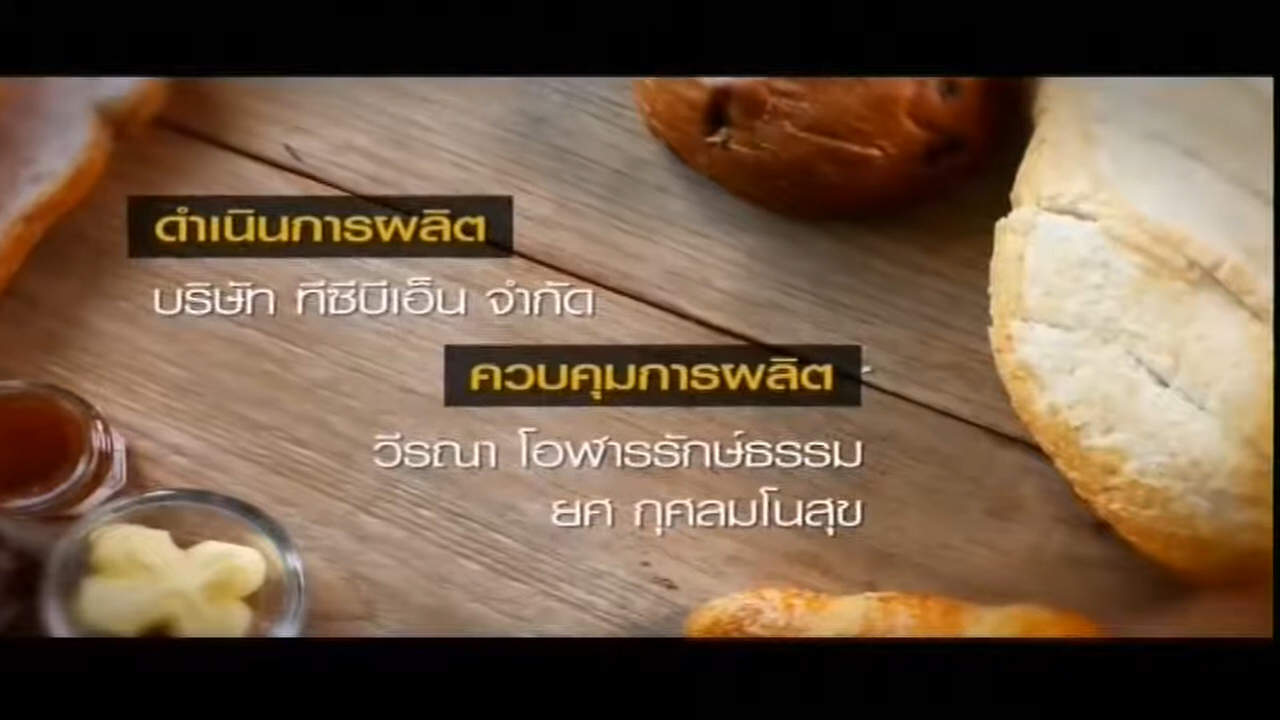 ดำเนินการผลิต
บริษัท ทีซีบีเอ็น จำกัด
ควบคุมการผลิต
วีรณา โอฬารรักษ์ธรรม
ยศ กุศลมโนสุข